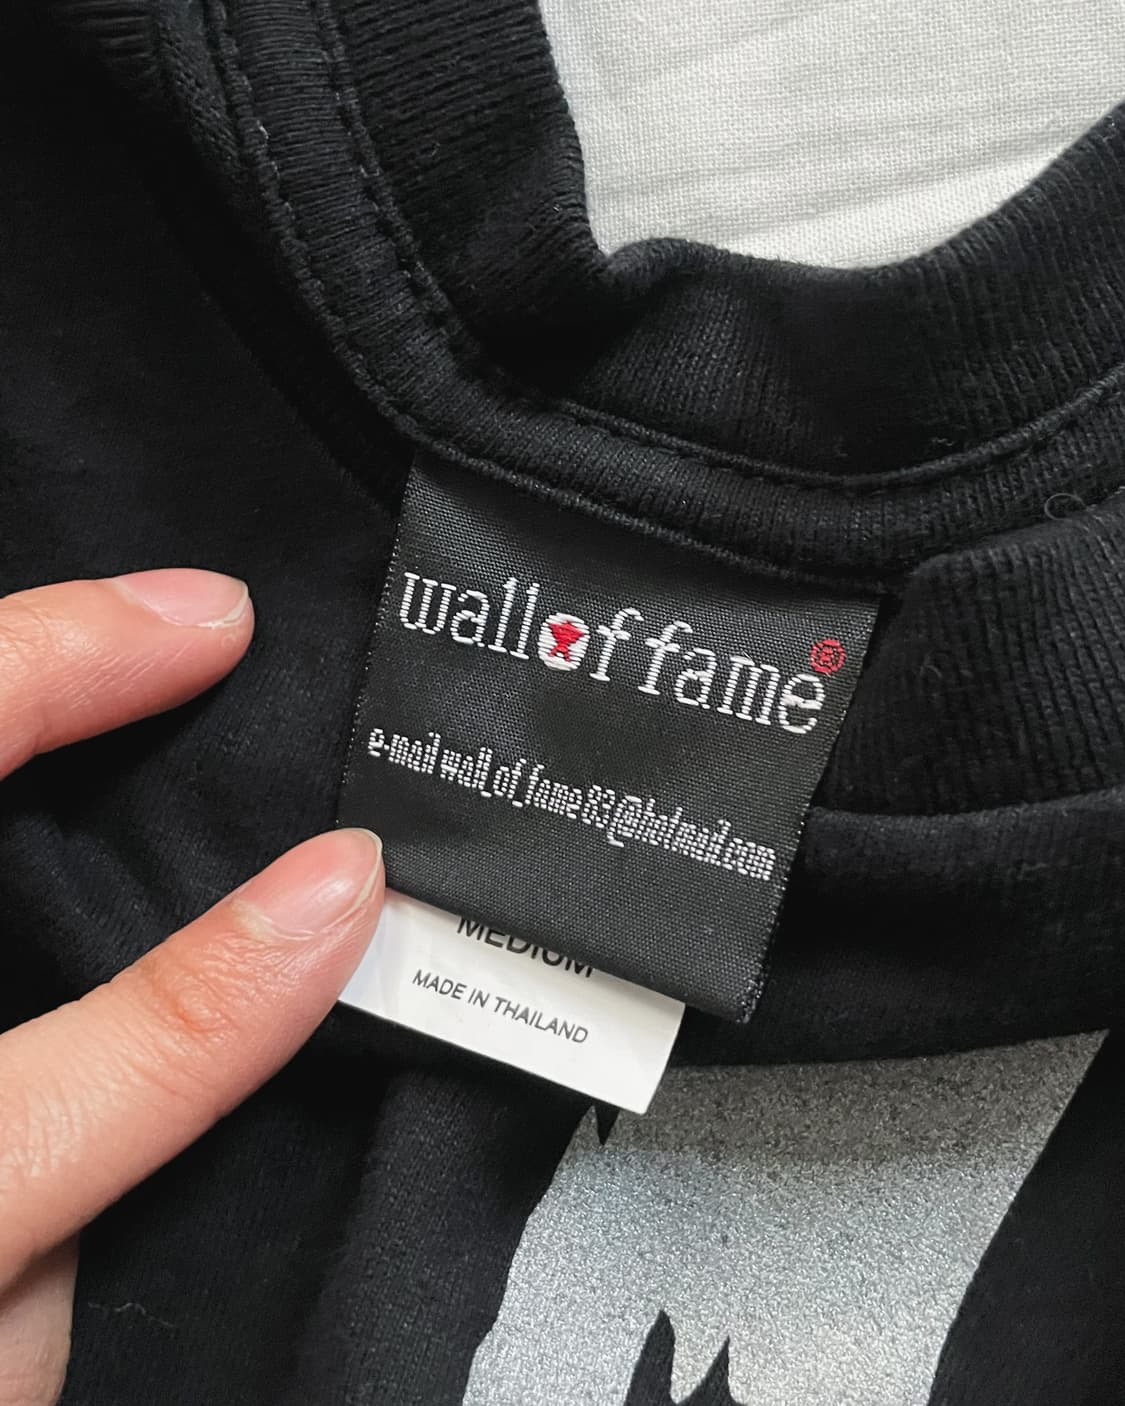 wall of fame®
e-mail wall_of_fame83@hotmail.com
MEDIUM
MADE IN THAILAND